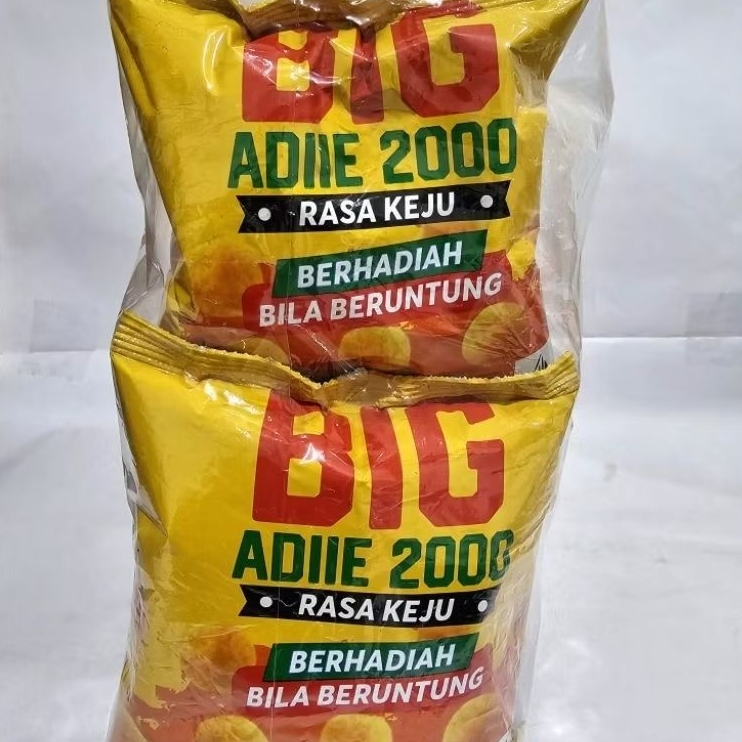 BIG
ADIIE 2000
RASA KEJU
BERHADIAH
BILA BERUNTUNG
BIG
ADIIE 2000
RASA KEJU
BERHADIAH
BILA BERUNTUNG